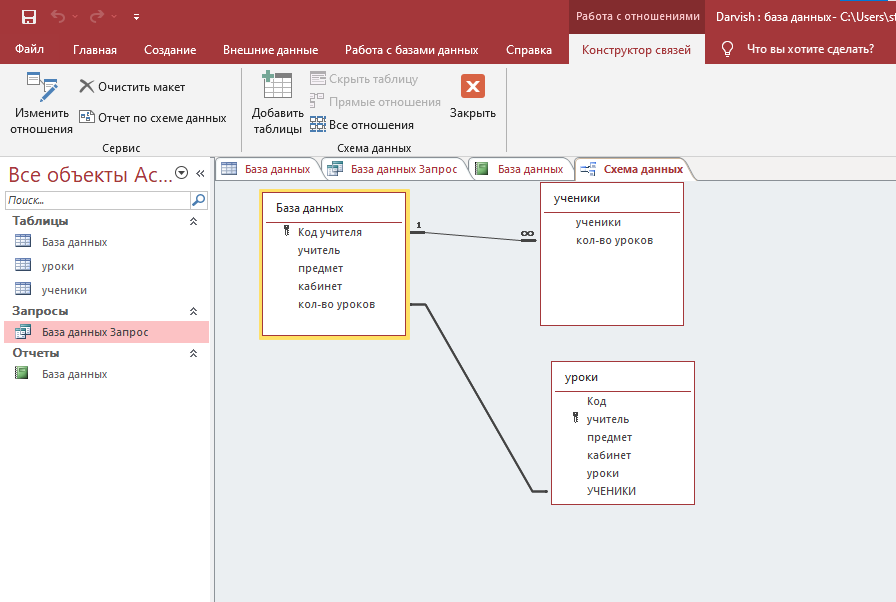 Работа с отношениями
Darvish : база данных- C:\Users\st
Файл
Главная
Создание
Внешние данные
Работа с базами данных
Справка
Конструктор связей
Что вы хотите сделать?
Изменить отношения
Очистить макет
Отчет по схеме данных
Сервис
Добавить таблицы
Скрыть таблицу
Прямые отношения
Все отношения
Схема данных
Закрыть
Все объекты Ac...
Поиск...
Таблицы
База данных
уроки
ученики
Запросы
База данных Запрос
Отчеты
База данных
База данных
База данных Запрос
База данных
Схема данных
База данных
Код учителя
учитель
предмет
кабинет
кол-во уроков
1
∞
ученики
ученики
кол-во уроков
уроки
Код
учитель
предмет
кабинет
уроки
УЧЕНИКИ